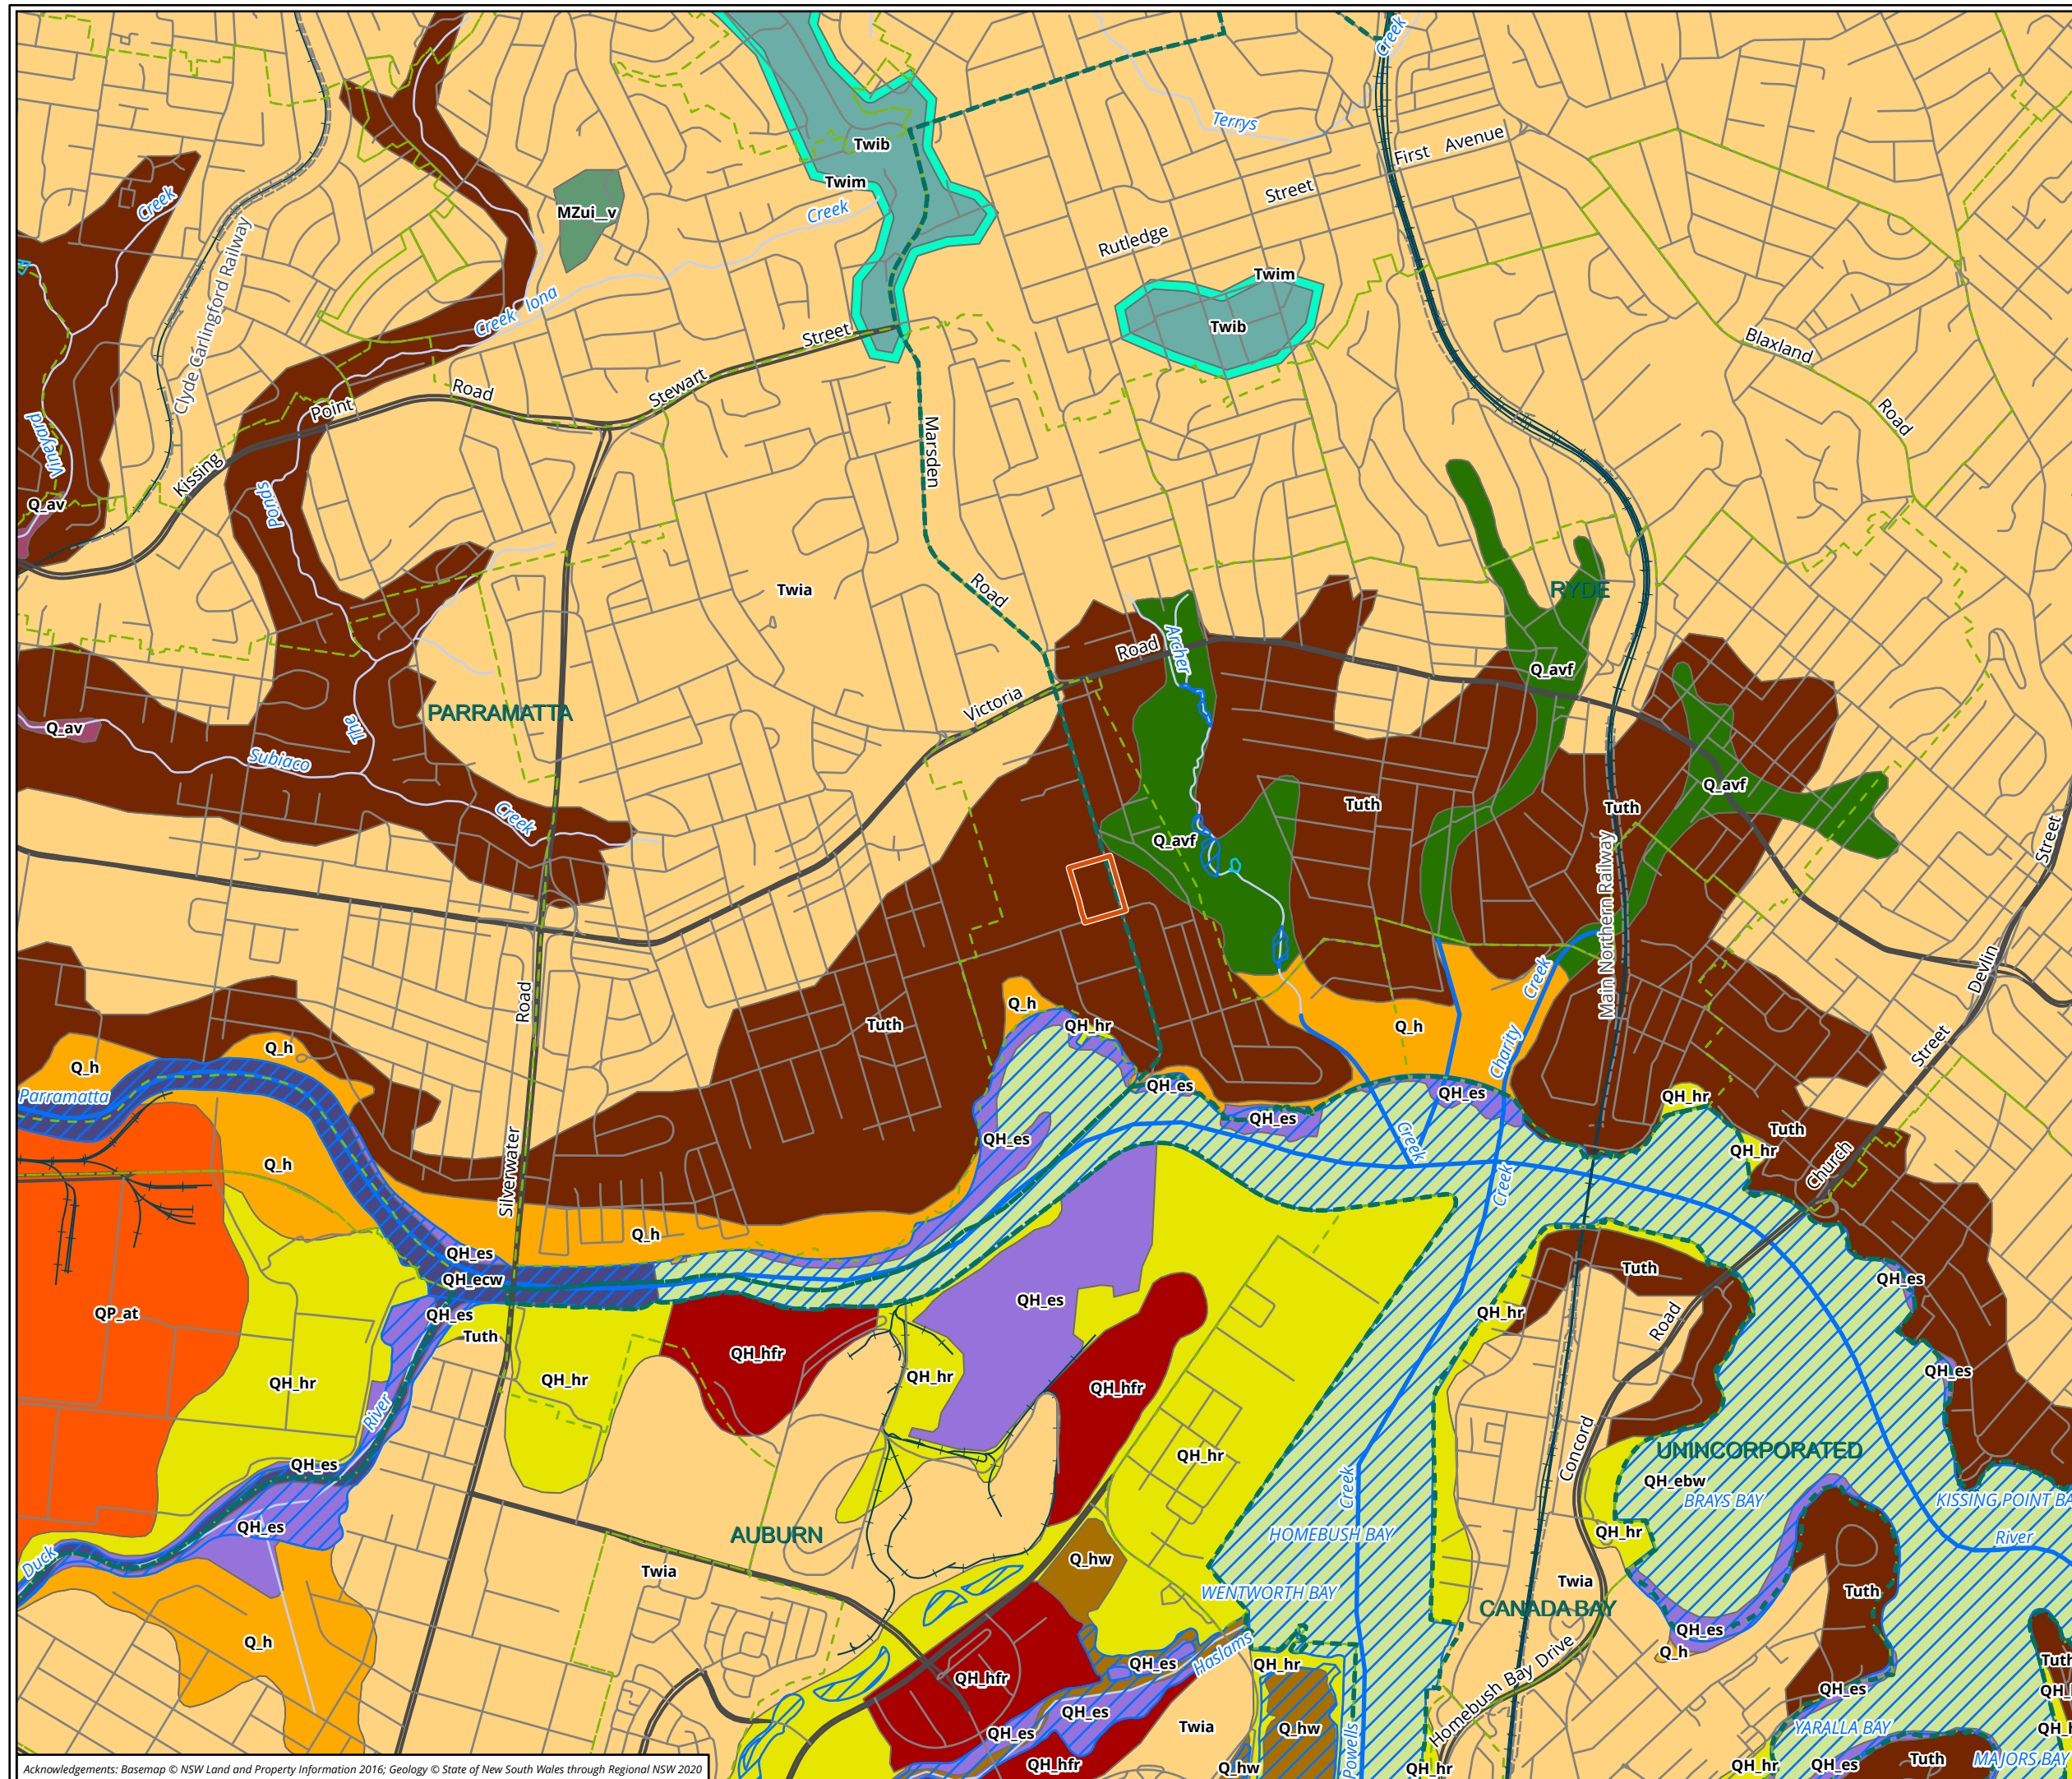 Creek
Terrys
First Avenue
Twib
Twim
Creek
Street
MZui__v
Creek
Rutledge
Clyde Carlingford Railway
Twim
Creek Iona
Twib
Street
Blaxland
Stewart
Road
Point
Road
Vineyard
Marsden
Kissing
Q_av
Ponds
Twia
Road
RYDE
Archer
Road
Q_avf
Victoria
PARRAMATTA
The
Q_av
Subiaco
Q_avf
Tuth
Tuth
Creek
Q_avf
Street
Main Northern Railway
Devlin
Creek
Road
Q_h
Tuth
QH_hr
Q_h
Charity
Street
Q_h
Q_h
QH_es
QH_es
QH_hr
Parramatta
QH_es
QH_es
Tuth
Creek
QH_hr
Church
Q_h
Silverwater
Creek
Q_h
QH_es
QH_ecw
Tuth
QH_es
QH_es
QH_es
QH_hr
QP_at
Tuth
Road
QH_hfr
QH_es
QH_hr
QH_hr
QH_hr
QH_hfr
River
Concord
UNINCORPORATED
QH_hr
QH_es
QH_ebw
Creek
BRAYS BAY
KISSING POINT BA
AUBURN
HOMEBUSH BAY
QH_hr
River
QH_es
Duck
Q_hw
Twia
Twia
WENTWORTH BAY
Tuth
CANADA BAY
QH_es
Q_h
Q_h
Haslams
Homebush Bay Drive
QH_es
QH_hr
Tuth
QH_hfr
QH_es
QH_es
QH_es
Twia
Q_hw
YARALLA BAY
Powells
QH_hfr
Q_hw
QH_hr
QH_hr
QH_es
Tuth
MAJORS BAY
Acknowledgements: Basemap © NSW Land and Property Information 2016; Geology © State of New South Wales through Regional NSW 2020